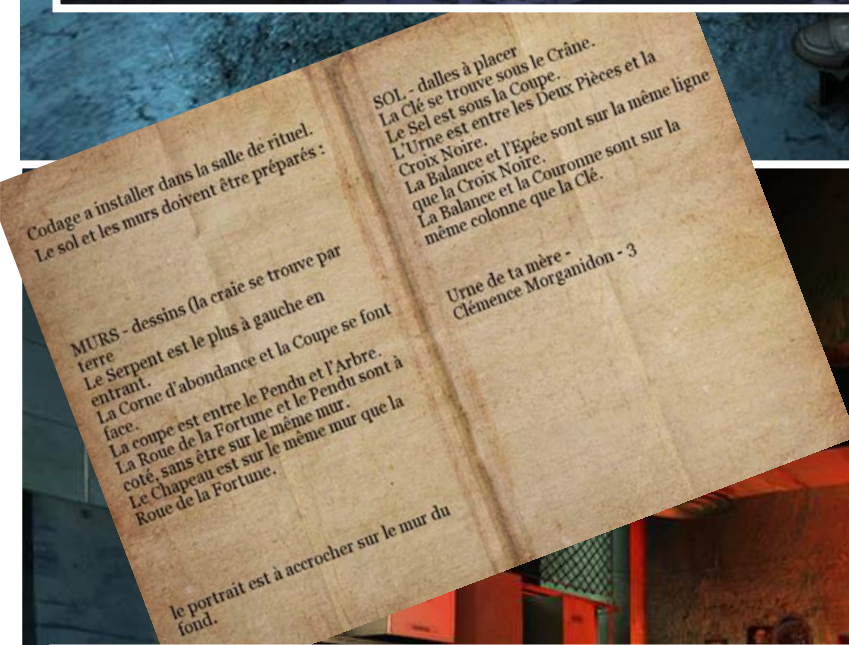 Codage a installer dans la salle de rituel.
Le sol et les murs doivent être préparés :
MURS - dessins (la craie se trouve par
terre
Le Serpent est le plus à gauche en
entrant.
La Corne d'abondance et la Coupe se font
face.
La coupe est entre le Pendu et l'Arbre.
La Roue de la Fortune et le Pendu sont à
coté, sans être sur le même mur.
Le Chapeau est sur le même mur que la
Roue de la Fortune.
le portrait est à accrocher sur le mur du
fond.
SOL - dalles à placer
La Clé se trouve sous le Crâne.
Le Sel est sous la Coupe.
L'Urne est entre les Deux Pièces et la
Croix Noire.
La Balance et l'Epée sont sur la même ligne
que la Croix Noire.
La Balance et la Couronne sont sur la
même colonne que la Clé.
Urne de ta mère -
Clémence Morganidon - 3